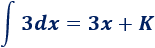 ∫ 3dx = 3x + K